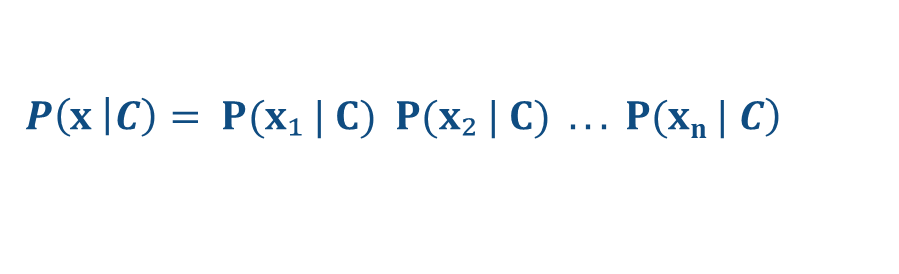 P(x |C) = P(x₁ | C) P(x₂ | C) … P(xₙ | C)